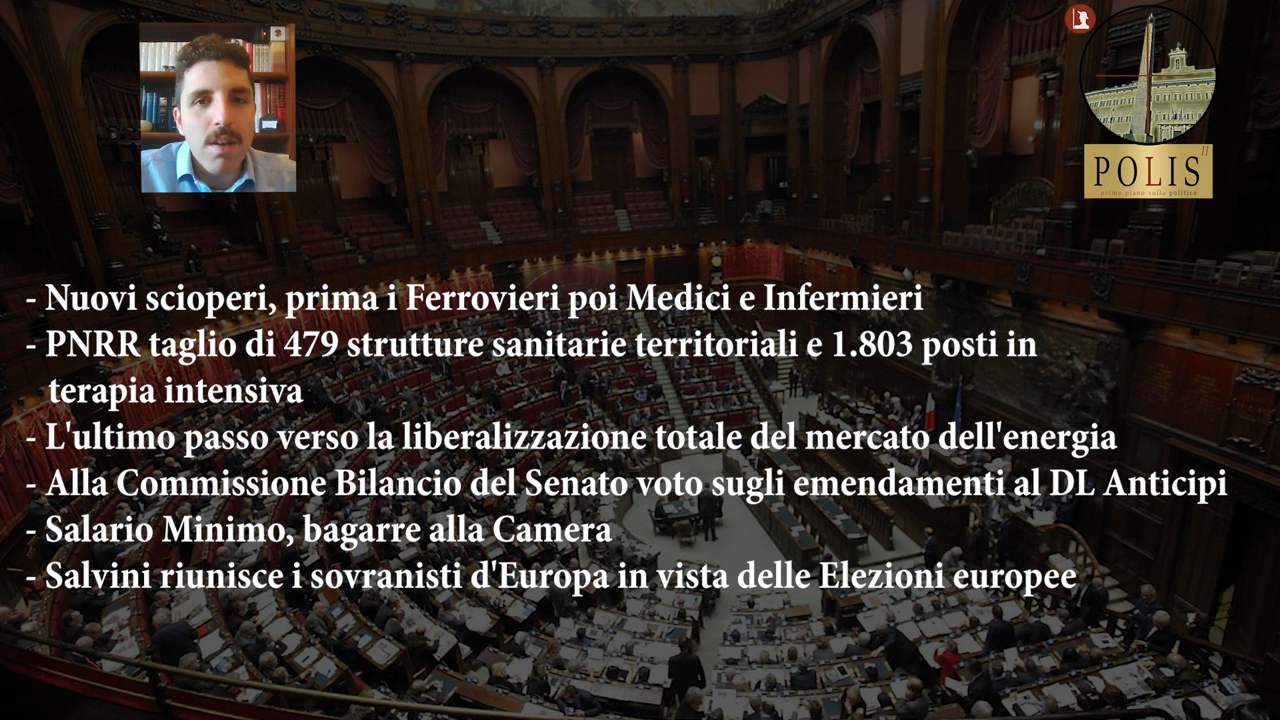 POLIS II
primo piano sulla politica
- Nuovi scioperi, prima i Ferrovieri poi Medici e Infermieri
- PNRR taglio di 479 strutture sanitarie territoriali e 1.803 posti in
terapia intensiva
- L'ultimo passo verso la liberalizzazione totale del mercato dell'energia
- Alla Commissione Bilancio del Senato voto sugli emendamenti al DL Anticipi
- Salario Minimo, bagarre alla Camera
- Salvini riunisce i sovranisti d'Europa in vista delle Elezioni europee